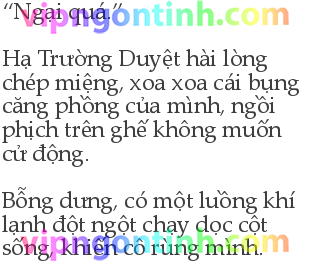 “Ngại quá.”
vipngontinh.com
Hạ Trường Duyệt hài lòng
chép miệng, xoa xoa cái bụng
căng phồng của mình, ngồi
phịch trên ghế không muốn
cử động.
Bỗng dưng, có một luồng khí
lạnh đột ngột chạy dọc cột
sống, khiến cô rùng mình.
vipngontinh.com